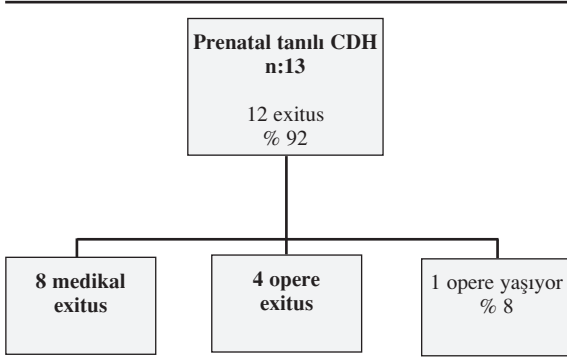 Prenatal tanılı CDH
n:13
12 exitus
% 92
8 medikal
exitus
4 opere
exitus
1 opere yaşıyor
% 8